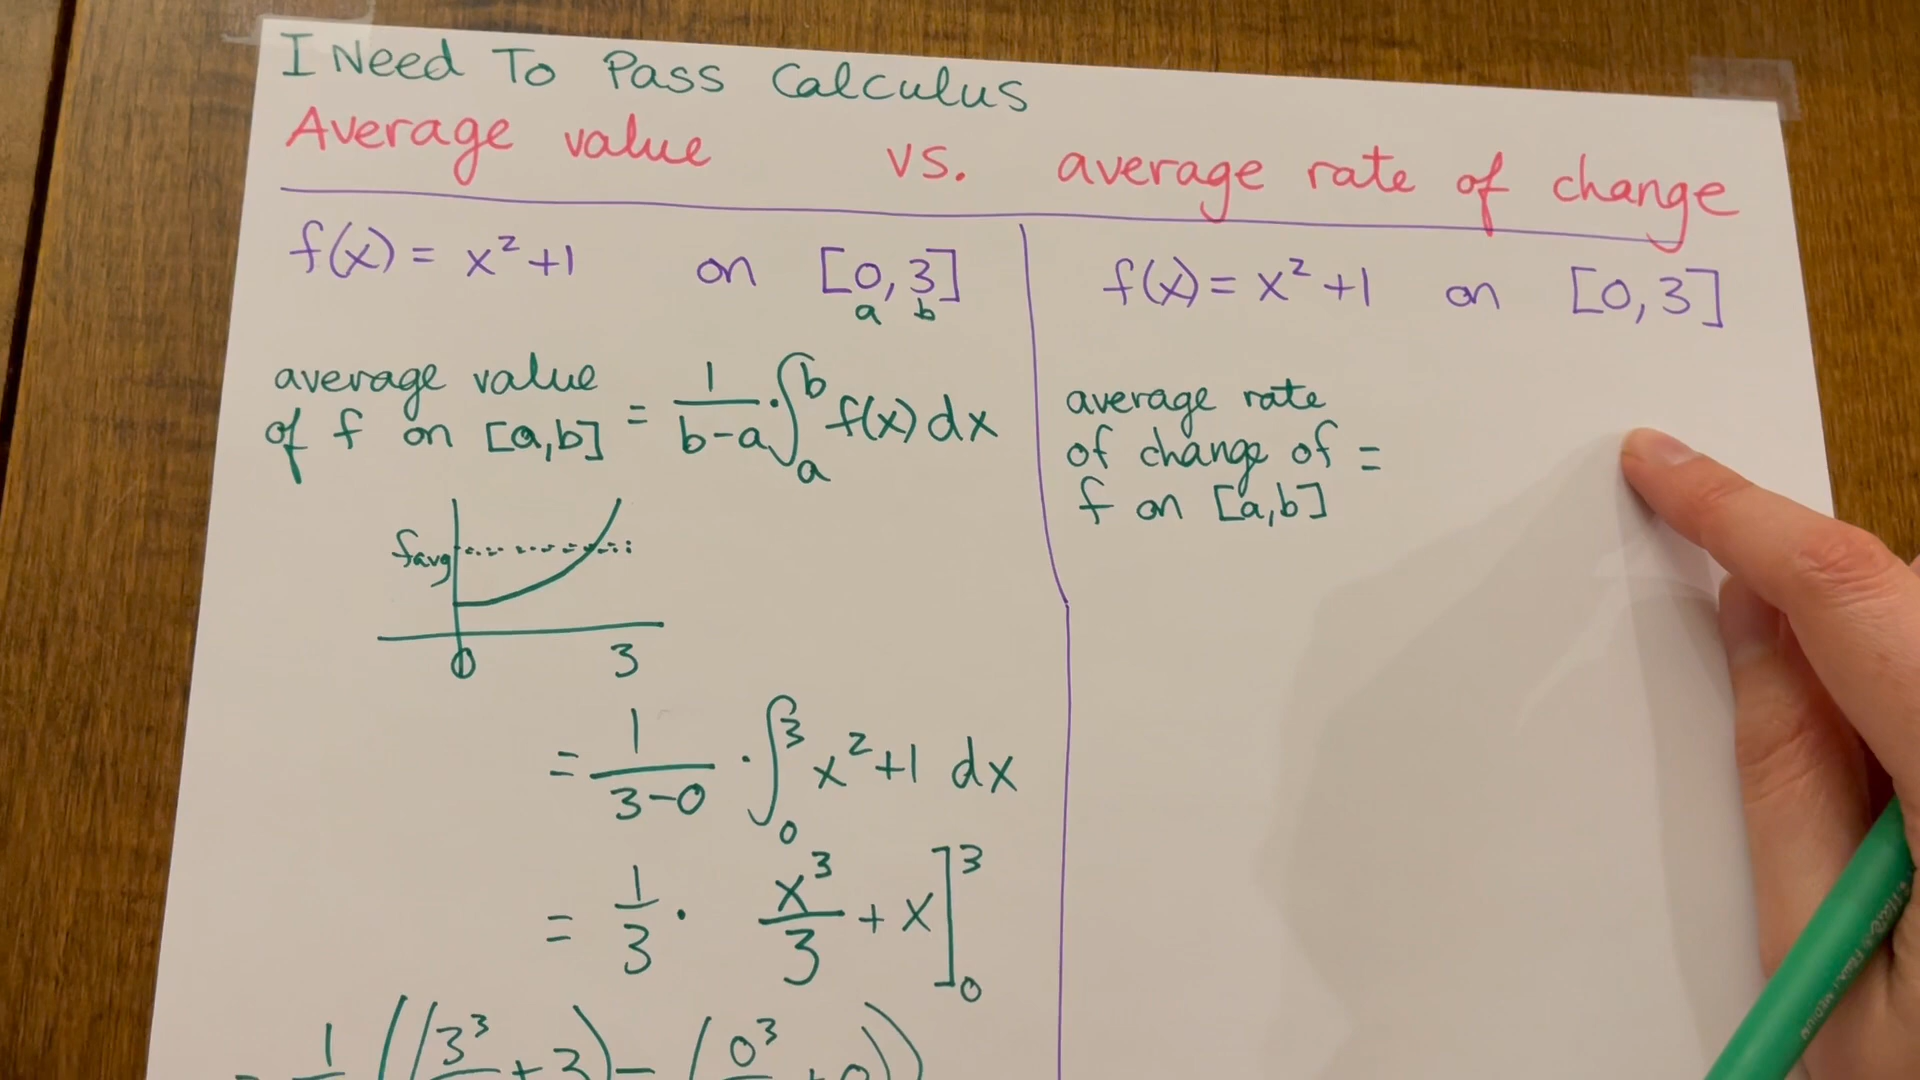 I Need To Pass Calculus
Average value vs. average rate of change
f(x) = x² + 1 on [0, 3]
a b
average value
of f on [a,b] = 1/(b-a) · ∫ₐᵇ f(x) dx
favg
0 3
= 1/(3-0) · ∫₀³ x² + 1 dx
= 1/3 · x³/3 + x]₀³
f(x) = x² + 1 on [0, 3]
average rate
of change of =
f on [a,b]